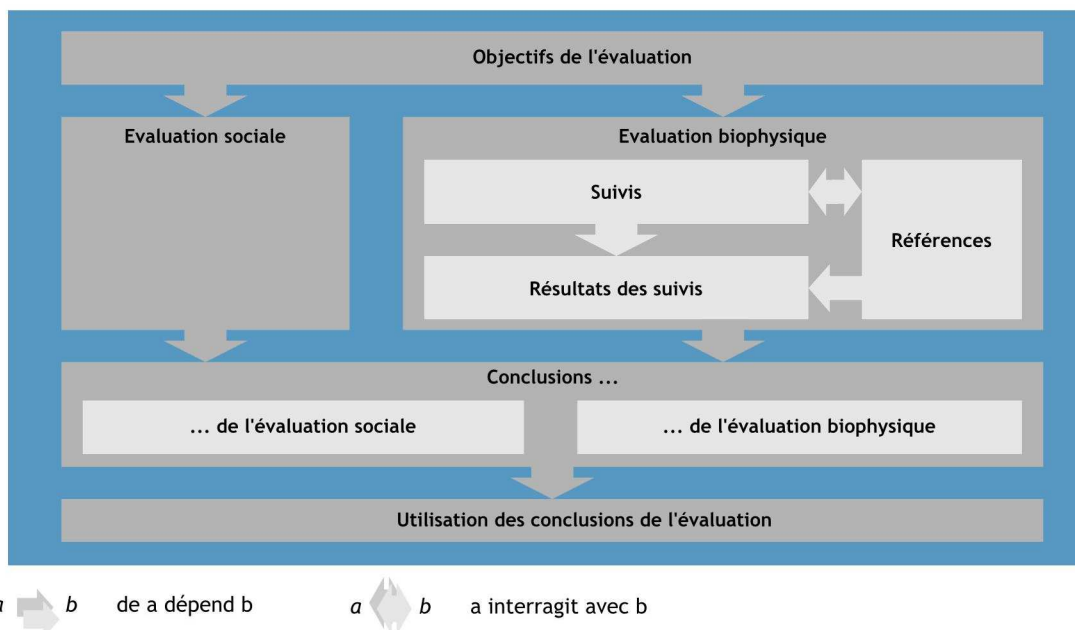 Objectifs de l'évaluation
Evaluation sociale
Evaluation biophysique
Suivis
Références
Résultats des suivis
Conclusions ...
... de l'évaluation sociale
... de l'évaluation biophysique
Utilisation des conclusions de l'évaluation
a b de a dépend b
a b a interragit avec b